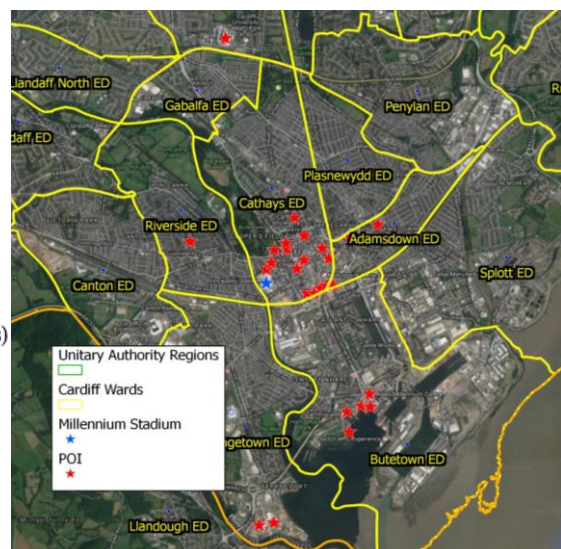 Llandaff North ED
Gabalfa ED
Penylan ED
daff ED
Plasnewydd ED
Cathays ED
Riverside ED
Adamsdown ED
Canton ED
Splott ED
Unitary Authority Regions
Cardiff Wards
Millennium Stadium
POI
ngetown ED
Butetown ED
Llandough ED